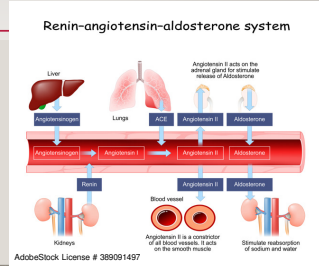 Renin-angiotensin-aldosterone system
Liver
Lungs
Angiotensin II acts on the
adrenal gland for stimulate
release of Aldosterone
Angiotensinogen
ACE
Angiotensin II
Aldosterone
Angiotensinogen
Angiotensin I
Angiotensin II
Aldosterone
Renin
Angiotensin II
Aldosterone
Blood vessel
Kidneys
Angiotensin II is a constrictor
of all blood vessels. It acts
on the smooth muscle
Stimulate reabsorption
of sodium and water
AdobeStock License # 389091497